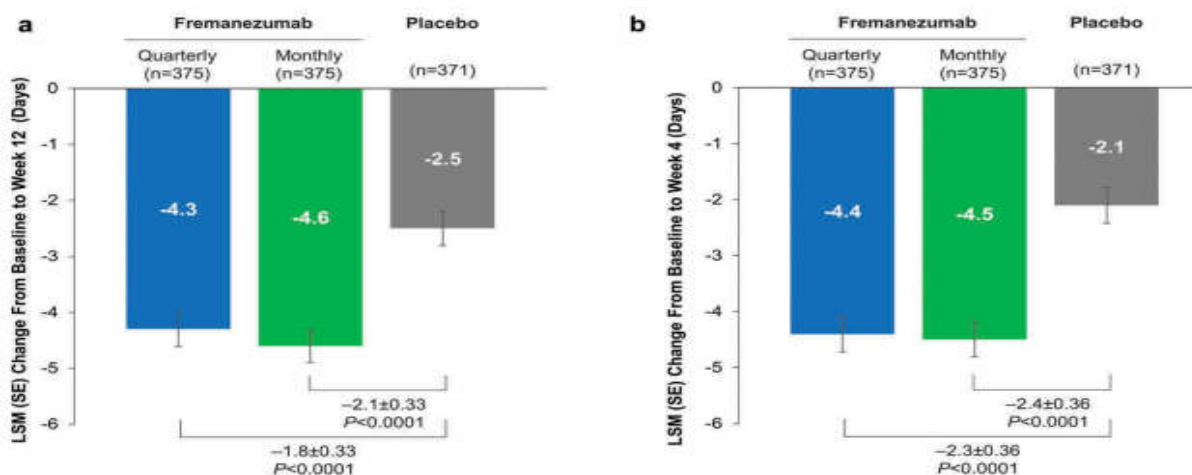 a
Fremanezumab
Placebo
Quarterly
(n=375)
Monthly
(n=375)
(n=371)
LSM (SE) Change From Baseline to Week 12 (Days)
0
-1
-2
-3
-4
-5
-6
-4.3
-4.6
-2.5
–2.1±0.33
P<0.0001
–1.8±0.33
P<0.0001
b
Fremanezumab
Placebo
Quarterly
(n=375)
Monthly
(n=375)
(n=371)
LSM (SE) Change From Baseline to Week 4 (Days)
0
-1
-2
-3
-4
-5
-6
-4.4
-4.5
-2.1
–2.4±0.36
P<0.0001
–2.3±0.36
P<0.0001